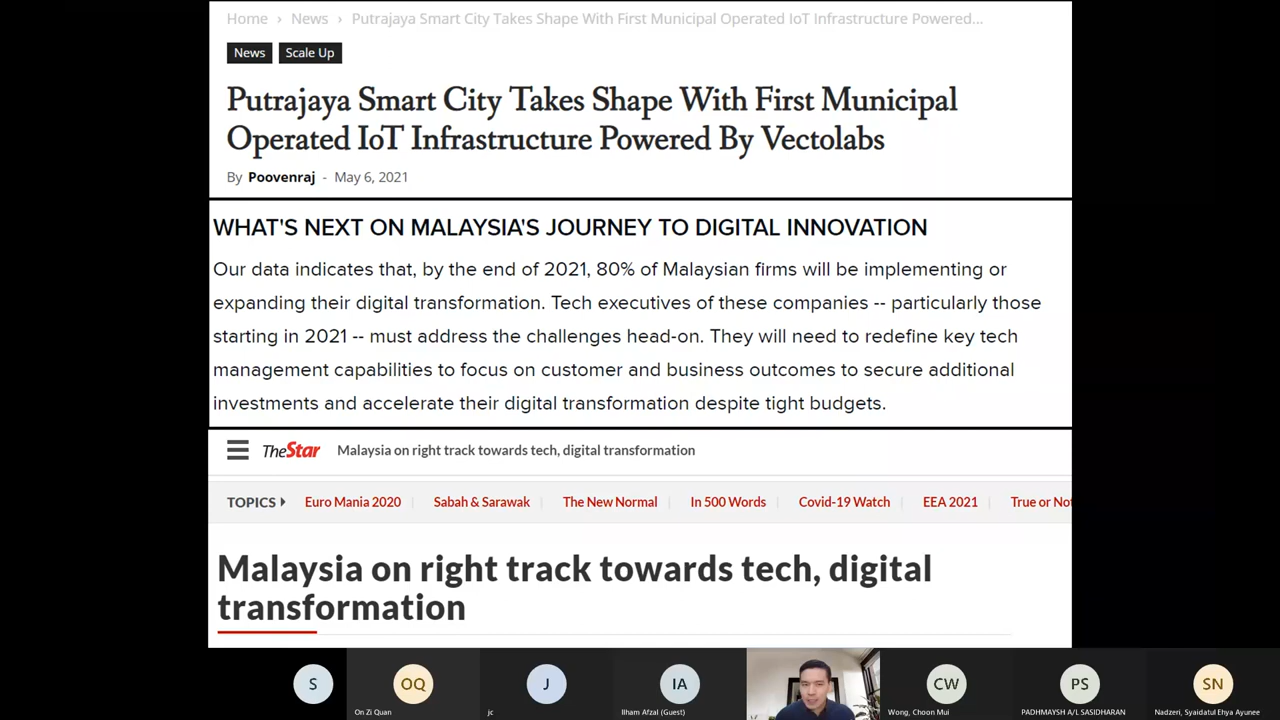 Home › News › Putrajaya Smart City Takes Shape With First Municipal Operated IoT Infrastructure Powered...
News Scale Up
Putrajaya Smart City Takes Shape With First Municipal
Operated IoT Infrastructure Powered By Vectolabs
By Poovenraj - May 6, 2021
WHAT'S NEXT ON MALAYSIA'S JOURNEY TO DIGITAL INNOVATION
Our data indicates that, by the end of 2021, 80% of Malaysian firms will be implementing or
expanding their digital transformation. Tech executives of these companies -- particularly those
starting in 2021 -- must address the challenges head-on. They will need to redefine key tech
management capabilities to focus on customer and business outcomes to secure additional
investments and accelerate their digital transformation despite tight budgets.
TheStar Malaysia on right track towards tech, digital transformation
TOPICS Euro Mania 2020 Sabah & Sarawak The New Normal In 500 Words Covid-19 Watch EEA 2021 True or Not
Malaysia on right track towards tech, digital
transformation
S OQ J IA CW PS SN
On Zi Quan jc Ilham Afzal (Guest) Wong, Choon Mui PADHMAYSH A/L SASIDHARAN Nadzeri, Syaidatul Ehya Ayunee